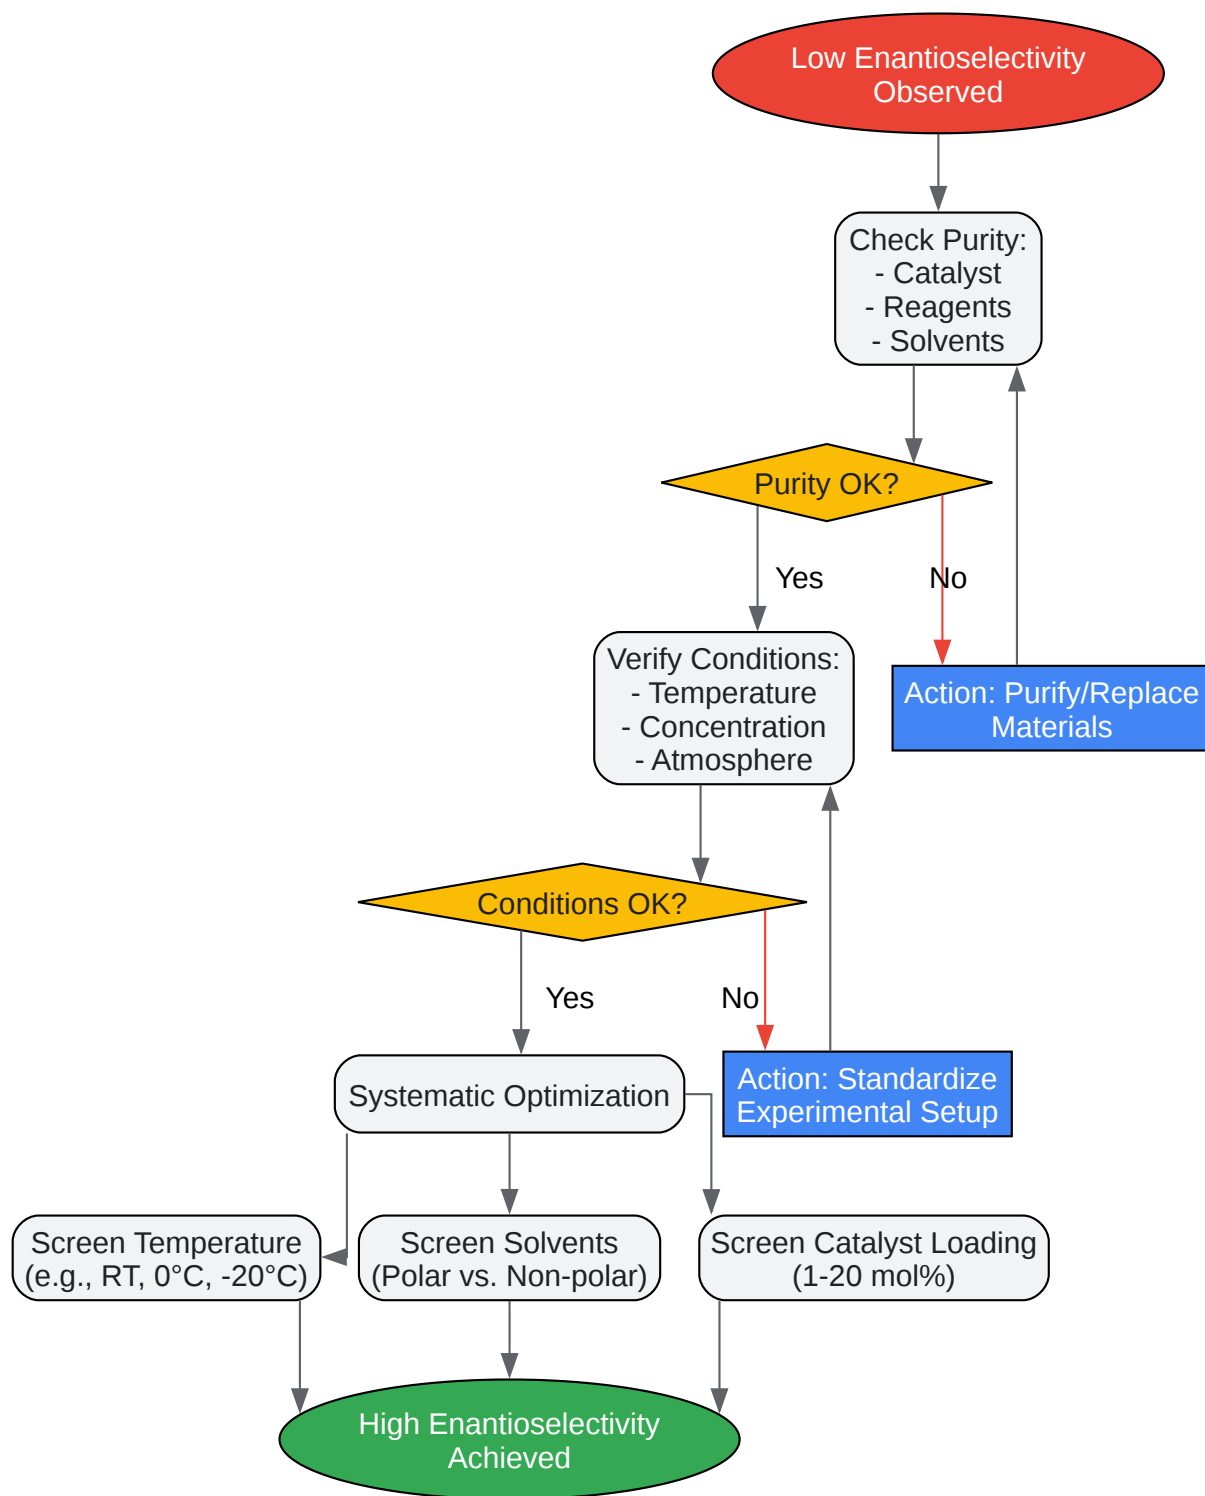 Low Enantioselectivity
Observed
Check Purity:
- Catalyst
- Reagents
- Solvents
Purity OK?
Yes
No
Verify Conditions:
- Temperature
- Concentration
- Atmosphere
Action: Purify/Replace
Materials
Conditions OK?
Yes
No
Systematic Optimization
Action: Standardize
Experimental Setup
Screen Temperature
(e.g., RT, 0°C, -20°C)
Screen Solvents
(Polar vs. Non-polar)
Screen Catalyst Loading
(1-20 mol%)
High Enantioselectivity
Achieved